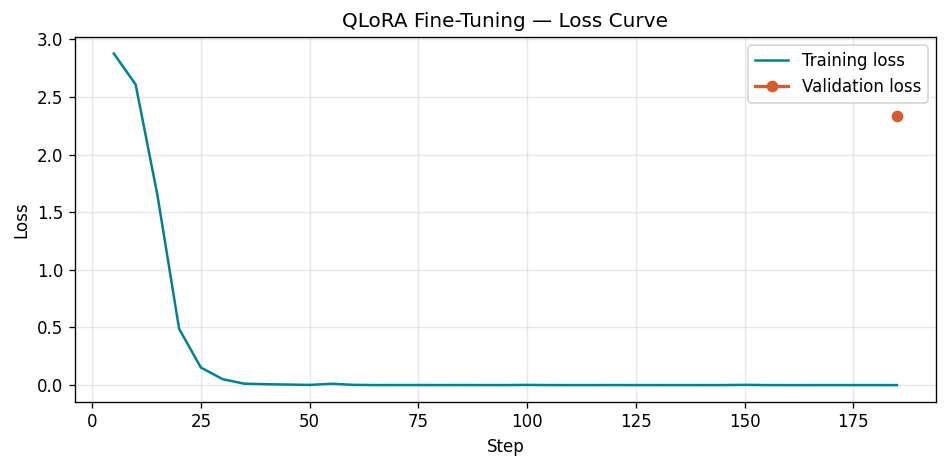 QLoRA Fine-Tuning — Loss Curve
Training loss
Validation loss
3.0
2.5
2.0
1.5
1.0
0.5
0.0
Loss
0 25 50 75 100 125 150 175
Step